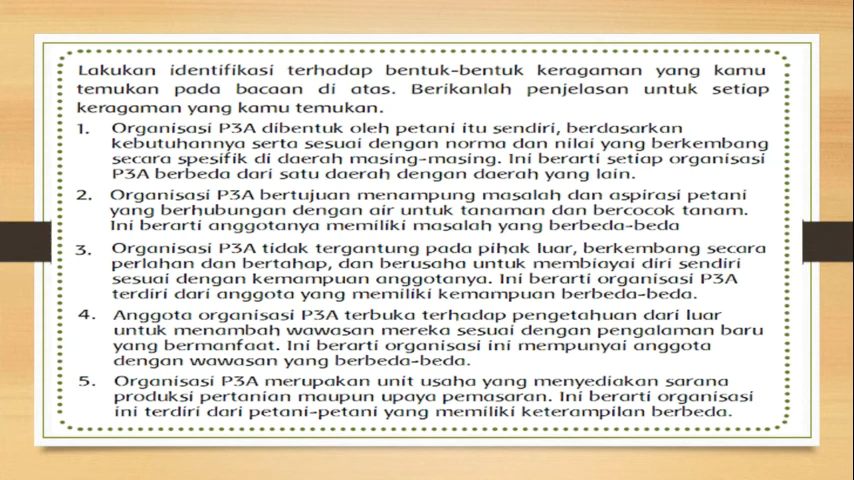 Lakukan identifikasi terhadap bentuk-bentuk keragaman yang kamu
temukan pada bacaan di atas. Berikanlah penjelasan untuk setiap
keragaman yang kamu temukan.
1. Organisasi P3A dibentuk oleh petani itu sendiri, berdasarkan
kebutuhannya serta sesuai dengan norma dan nilai yang berkembang
secara spesifik di daerah masing-masing. Ini berarti setiap organisasi
P3A berbeda dari satu daerah dengan daerah yang lain.
2. Organisasi P3A bertujuan menampung masalah dan aspirasi petani
yang berhubungan dengan air untuk tanaman dan bercocok tanam.
Ini berarti anggotanya memiliki masalah yang berbeda-beda
3. Organisasi P3A tidak tergantung pada pihak luar, berkembang secara
perlahan dan bertahap, dan berusaha untuk membiayai diri sendiri
sesuai dengan kemampuan anggotanya. Ini berarti organisasi P3A
terdiri dari anggota yang memiliki kemampuan berbeda-beda.
4. Anggota organisasi P3A terbuka terhadap pengetahuan dari luar
untuk menambah wawasan mereka sesuai dengan pengalaman baru
yang bermanfaat. Ini berarti organisasi ini mempunyai anggota
dengan wawasan yang berbeda-beda.
5. Organisasi P3A merupakan unit usaha yang menyediakan sarana
produksi pertanian maupun upaya pemasaran. Ini berarti organisasi
ini terdiri dari petani-petani yang memiliki keterampilan berbeda.